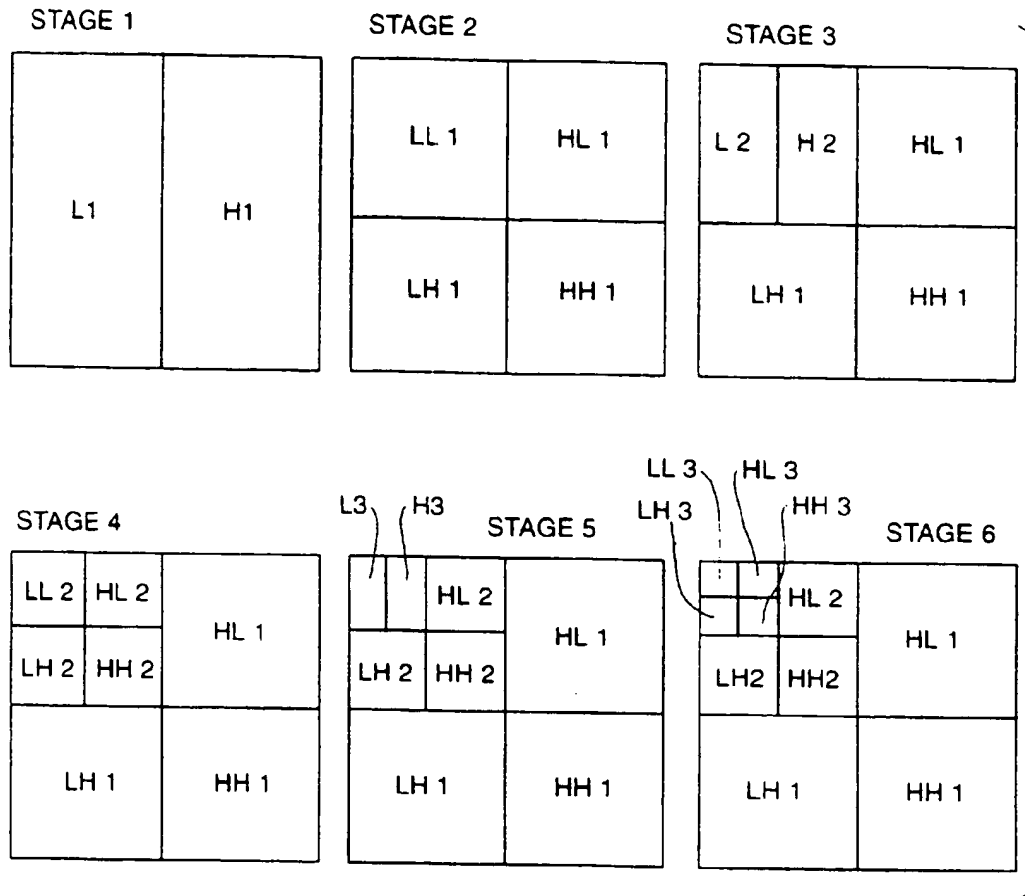 STAGE 1
L1
H1
STAGE 2
LL 1
HL 1
LH 1
HH 1
STAGE 3
L 2
H 2
HL 1
LH 1
HH 1
STAGE 4
LL 2
HL 2
HL 1
LH 2
HH 2
LH 1
HH 1
L3
H3
STAGE 5
HL 2
HL 1
LH 2
HH 2
LH 1
HH 1
LL 3
HL 3
LH 3
HH 3
STAGE 6
HL 2
HL 1
LH2
HH2
LH 1
HH 1